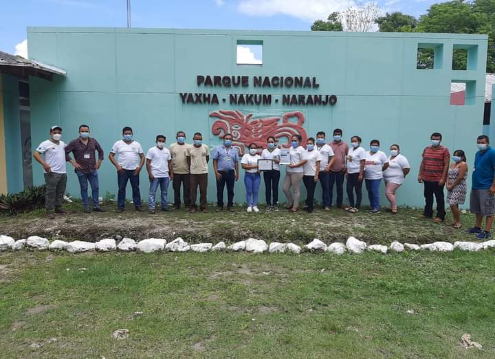 PARQUE NACIONAL
YAXHA - NAKUM - NARANJO